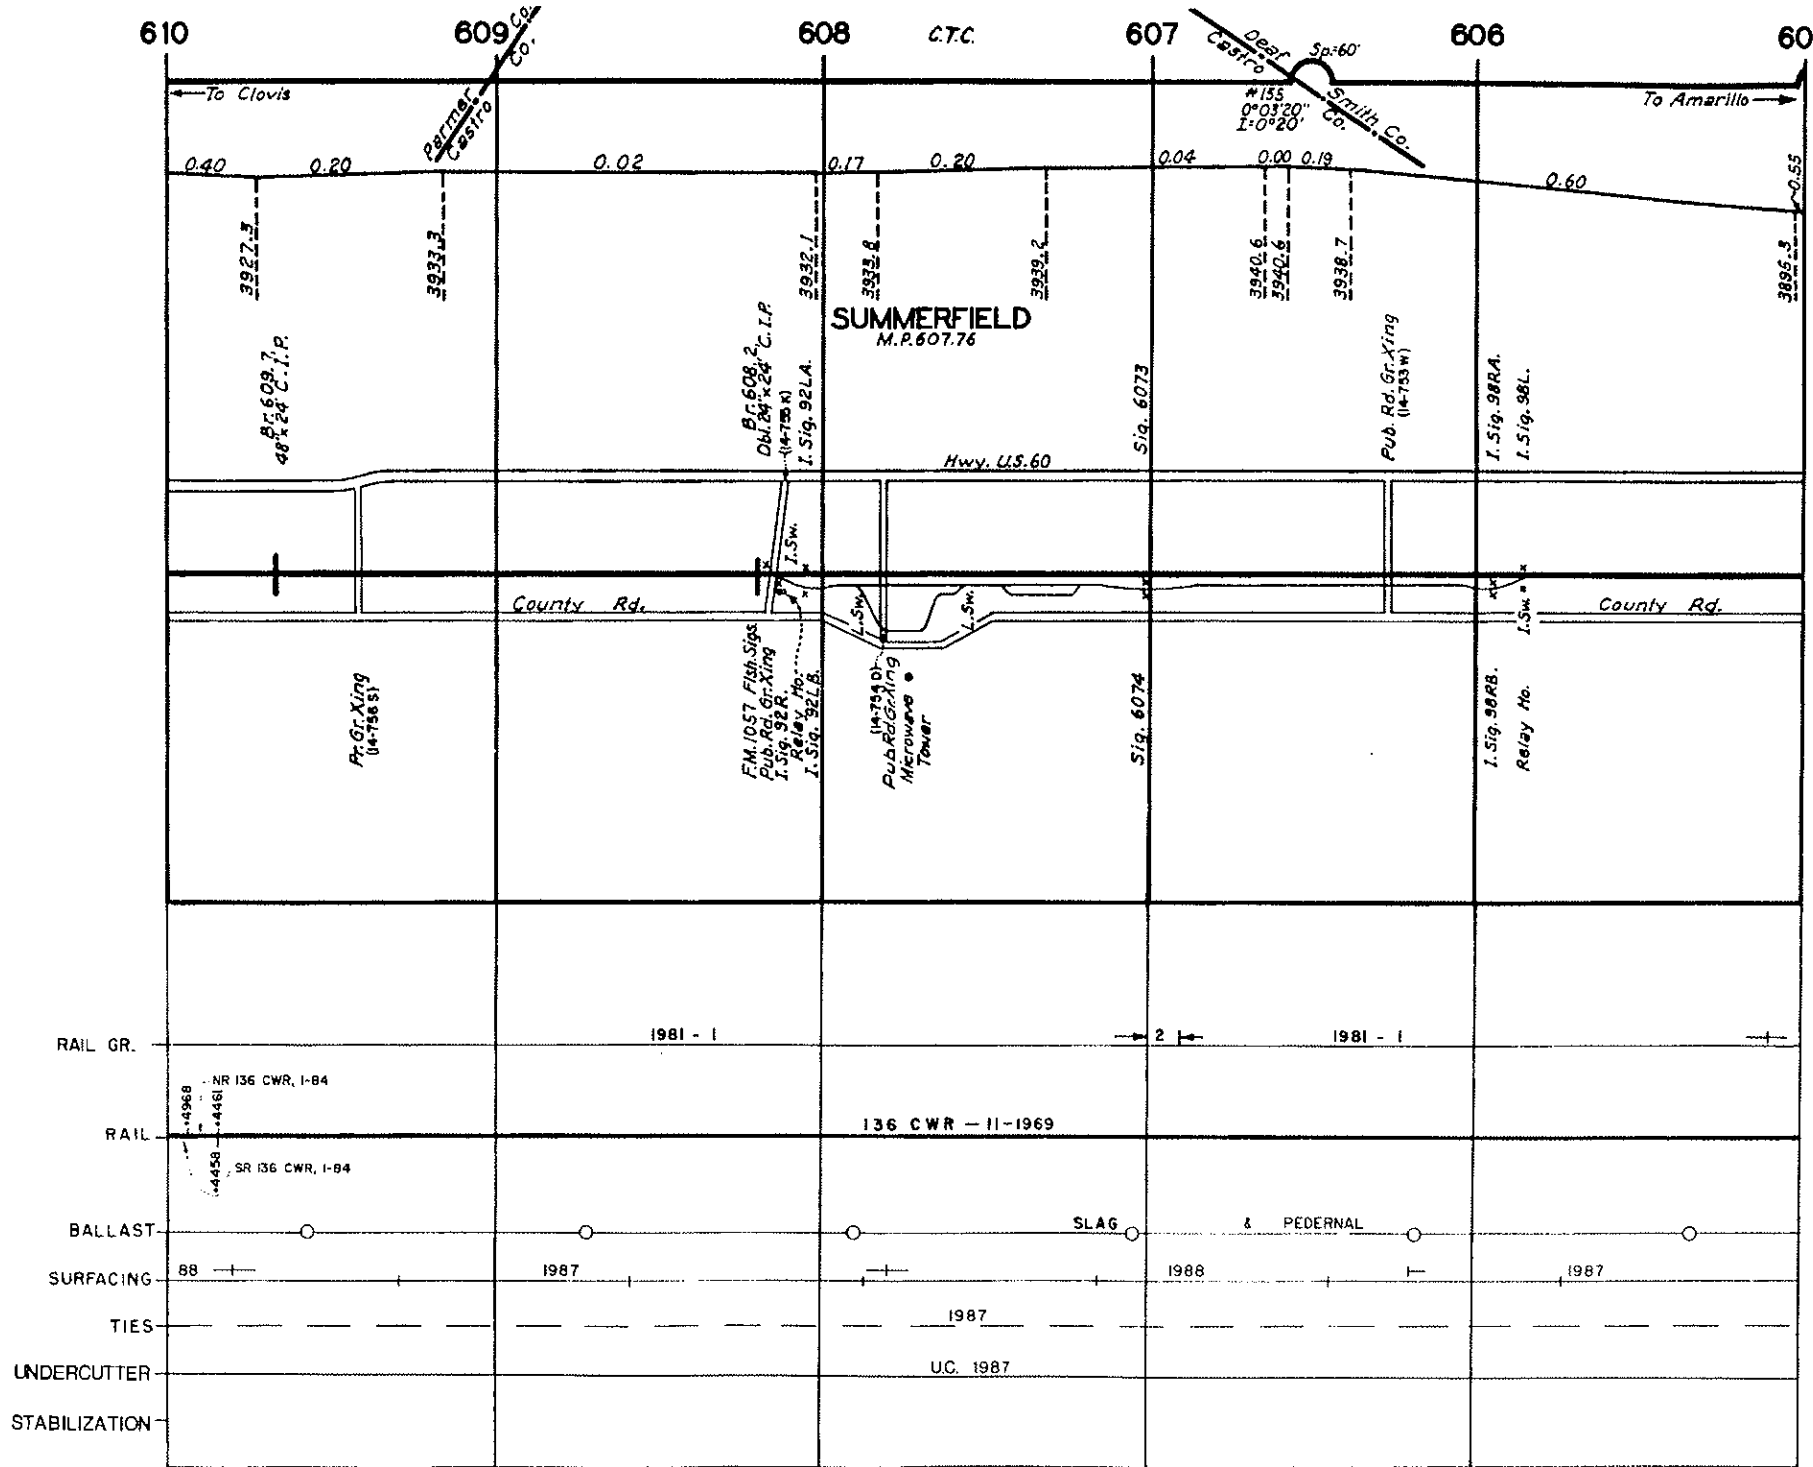 610
609
608
C.T.C.
607
606
60
Co.
Co.
Parmer
Castro
Deaf
Castro
Smith Co.
Co.
Sp=60'
#155
0°03'20"
I=0°20'
To Clovis
To Amarillo
0.40
0.20
0.02
0.17
0.20
0.04
0.00
0.19
0.60
0.55
3927.3
3933.3
3932.1
3933.8
3939.2
3940.6
3940.6
3938.7
3895.3
SUMMERFIELD
M.P.607.76
Br. 609.7
48"x24' C.I.P.
Br. 608.2
Dbl. 24"x24' C.I.P.
(14-755 K)
I. Sig. 92LA.
Sig. 6073
Pub. Rd. Gr. Xing
(14-753 W)
I. Sig. 98RA.
I. Sig. 98L.
Hwy. U.S. 60
I. Sw.
County Rd.
L. Sw.
L. Sw.
I. Sw.
County Rd.
Pr. Gr. Xing
(14-756 S)
F.M. 1057 Flsh. Sigs.
Pub. Rd. Gr. Xing
I. Sig. 92R.
Relay Ho.
I. Sig. 92LB.
(14-754 D)
Pub. Rd. Gr. Xing
Microwave
Tower
Sig. 6074
I. Sig. 98RB.
Relay Ho.
RAIL GR.
1981 - 1
2
1981 - 1
RAIL
+4968
+4461
NR 136 CWR, 1-84
+4458
SR 136 CWR, 1-84
136 CWR — 11-1969
BALLAST
SLAG & PEDERNAL
SURFACING
88
1987
1988
1987
TIES
1987
UNDERCUTTER
U.C. 1987
STABILIZATION